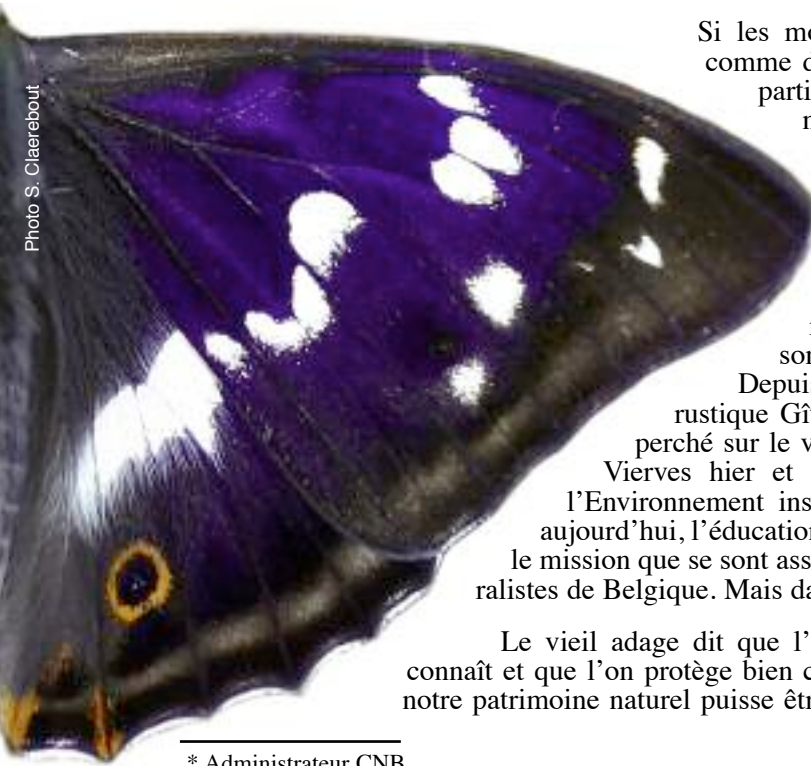 Photo S. Claerebout
Si les
comme
parti
son
Depui
rustique Gî
perché sur le
Vierves hier et
l'Environnement ins
aujourd'hui, l'éducation
le mission que se sont ass
ralistes de Belgique. Mais da
Le vieil adage dit que l'
connaît et que l'on protège bien
notre patrimoine naturel puisse êtr
* Administrateur CNB